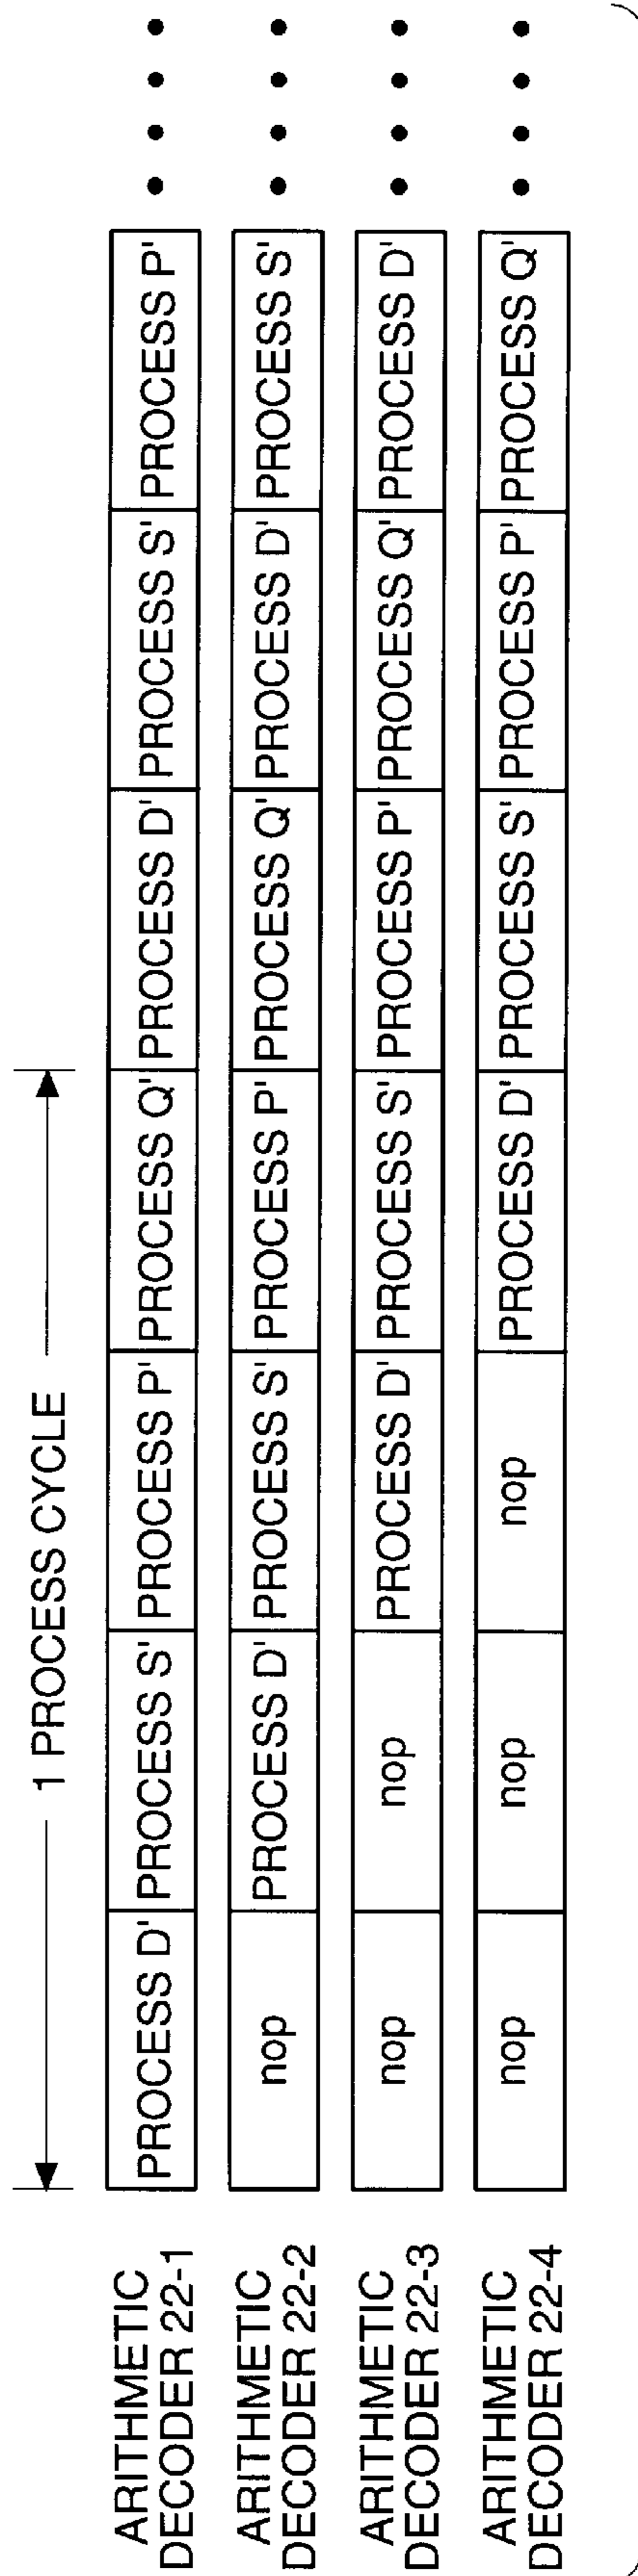 1 PROCESS CYCLE
ARITHMETIC
DECODER 22-1
PROCESS D' PROCESS S' PROCESS P' PROCESS Q' PROCESS D' PROCESS S' PROCESS P'
ARITHMETIC
DECODER 22-2
nop PROCESS D' PROCESS S' PROCESS P' PROCESS Q' PROCESS D' PROCESS S'
ARITHMETIC
DECODER 22-3
nop nop PROCESS D' PROCESS S' PROCESS P' PROCESS Q' PROCESS D'
ARITHMETIC
DECODER 22-4
nop nop nop PROCESS D' PROCESS S' PROCESS P' PROCESS Q'